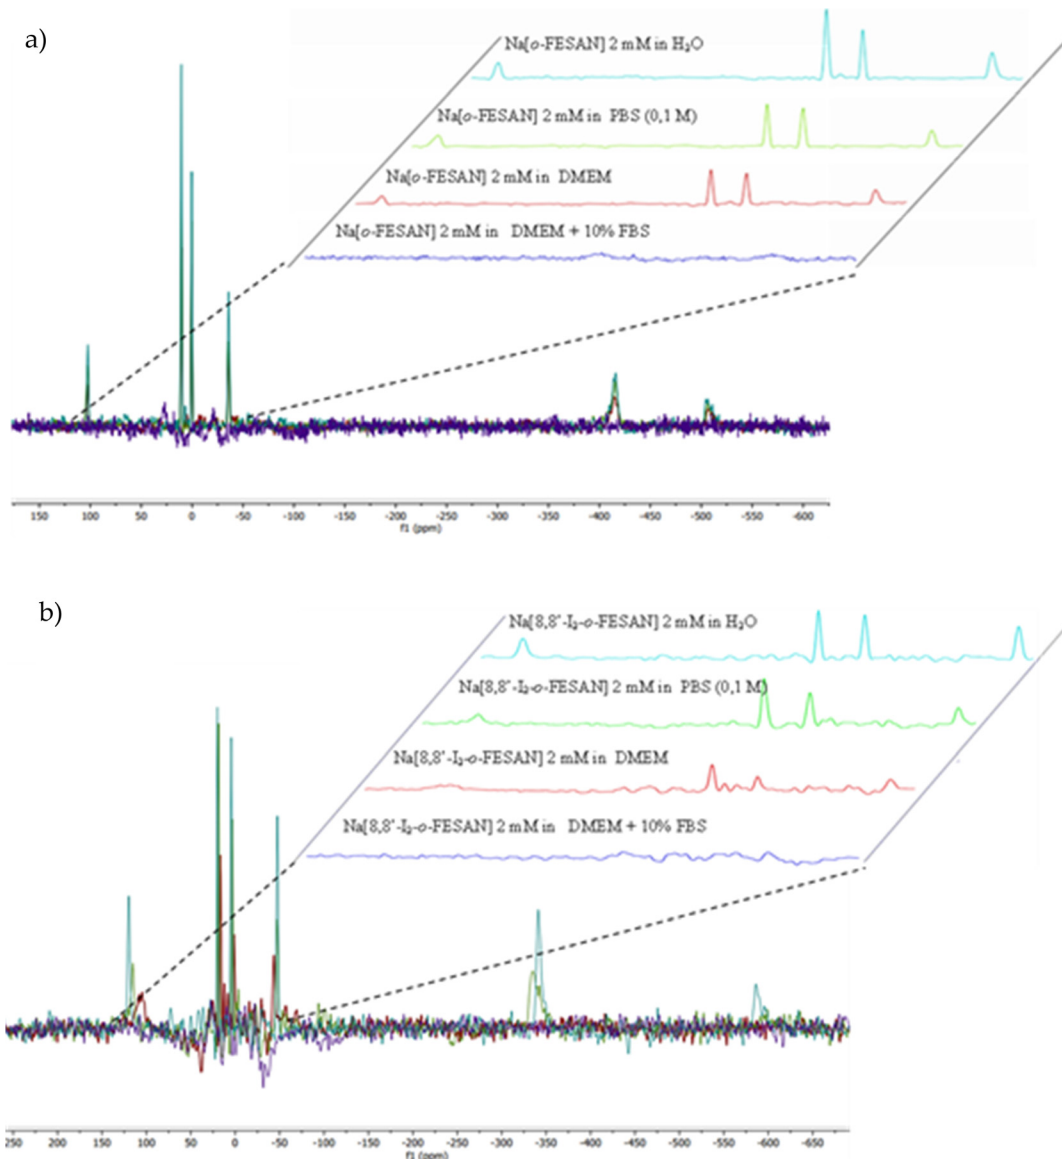 a)
Na[o-FESAN] 2 mM in H₂O
Na[o-FESAN] 2 mM in PBS (0,1 M)
Na[o-FESAN] 2 mM in DMEM
Na[o-FESAN] 2 mM in DMEM + 10% FBS
150 100 50 0 -50 -100 -150 -200 -250 -300 -350 -400 -450 -500 -550 -600
f1 (ppm)
b)
Na[8,8'-I₂-o-FESAN] 2 mM in H₂O
Na[8,8'-I₂-o-FESAN] 2 mM in PBS (0,1 M)
Na[8,8'-I₂-o-FESAN] 2 mM in DMEM
Na[8,8'-I₂-o-FESAN] 2 mM in DMEM + 10% FBS
250 200 150 100 50 0 -50 -100 -150 -200 -250 -300 -350 -400 -450 -500 -550 -600 -650
f1 (ppm)